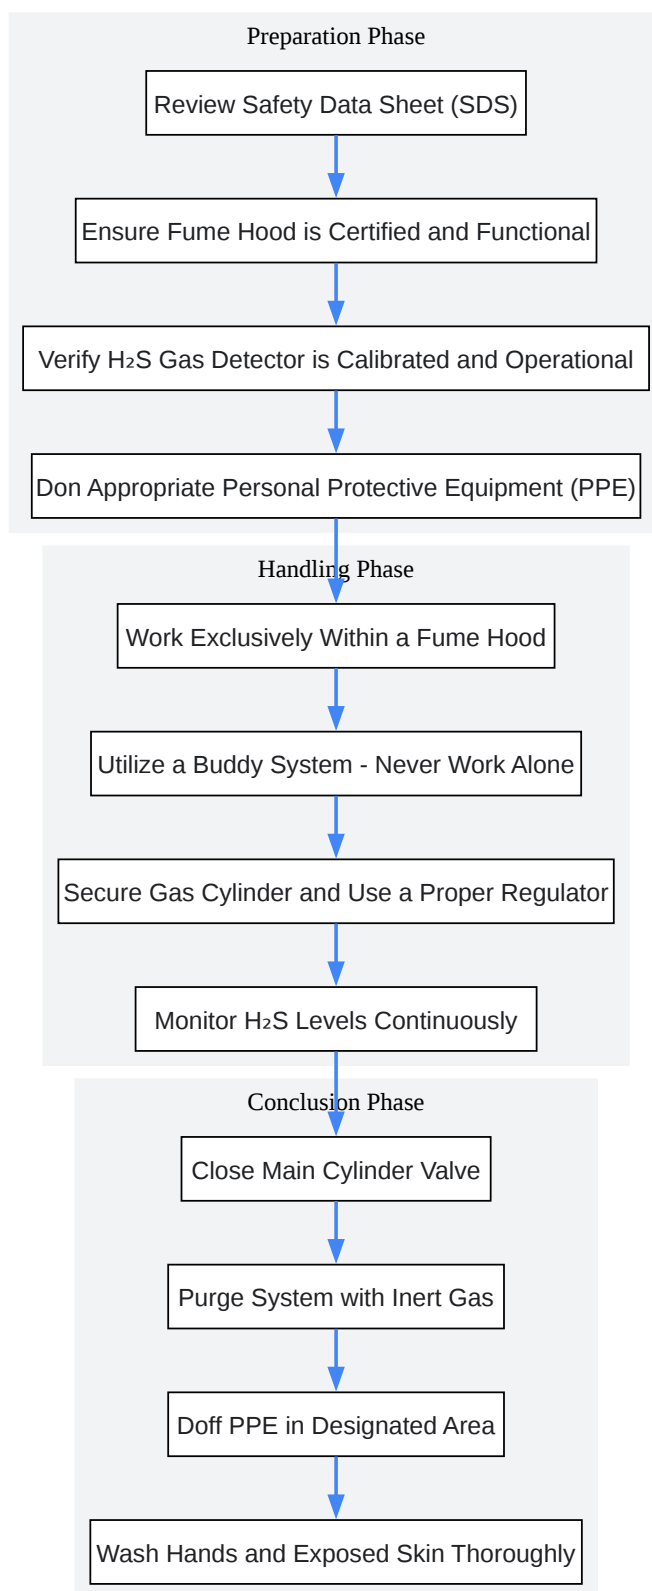 Preparation Phase
Review Safety Data Sheet (SDS)
Ensure Fume Hood is Certified and Functional
Verify H₂S Gas Detector is Calibrated and Operational
Don Appropriate Personal Protective Equipment (PPE)
Handling Phase
Work Exclusively Within a Fume Hood
Utilize a Buddy System - Never Work Alone
Secure Gas Cylinder and Use a Proper Regulator
Monitor H₂S Levels Continuously
Conclusion Phase
Close Main Cylinder Valve
Purge System with Inert Gas
Doff PPE in Designated Area
Wash Hands and Exposed Skin Thoroughly